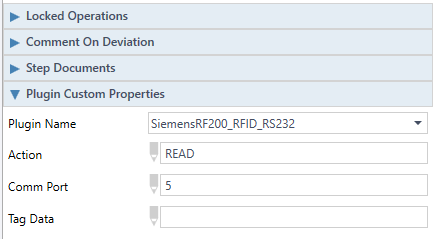 Locked Operations
Comment On Deviation
Step Documents
Plugin Custom Properties
Plugin Name SiemensRF200_RFID_RS232
Action READ
Comm Port 5
Tag Data